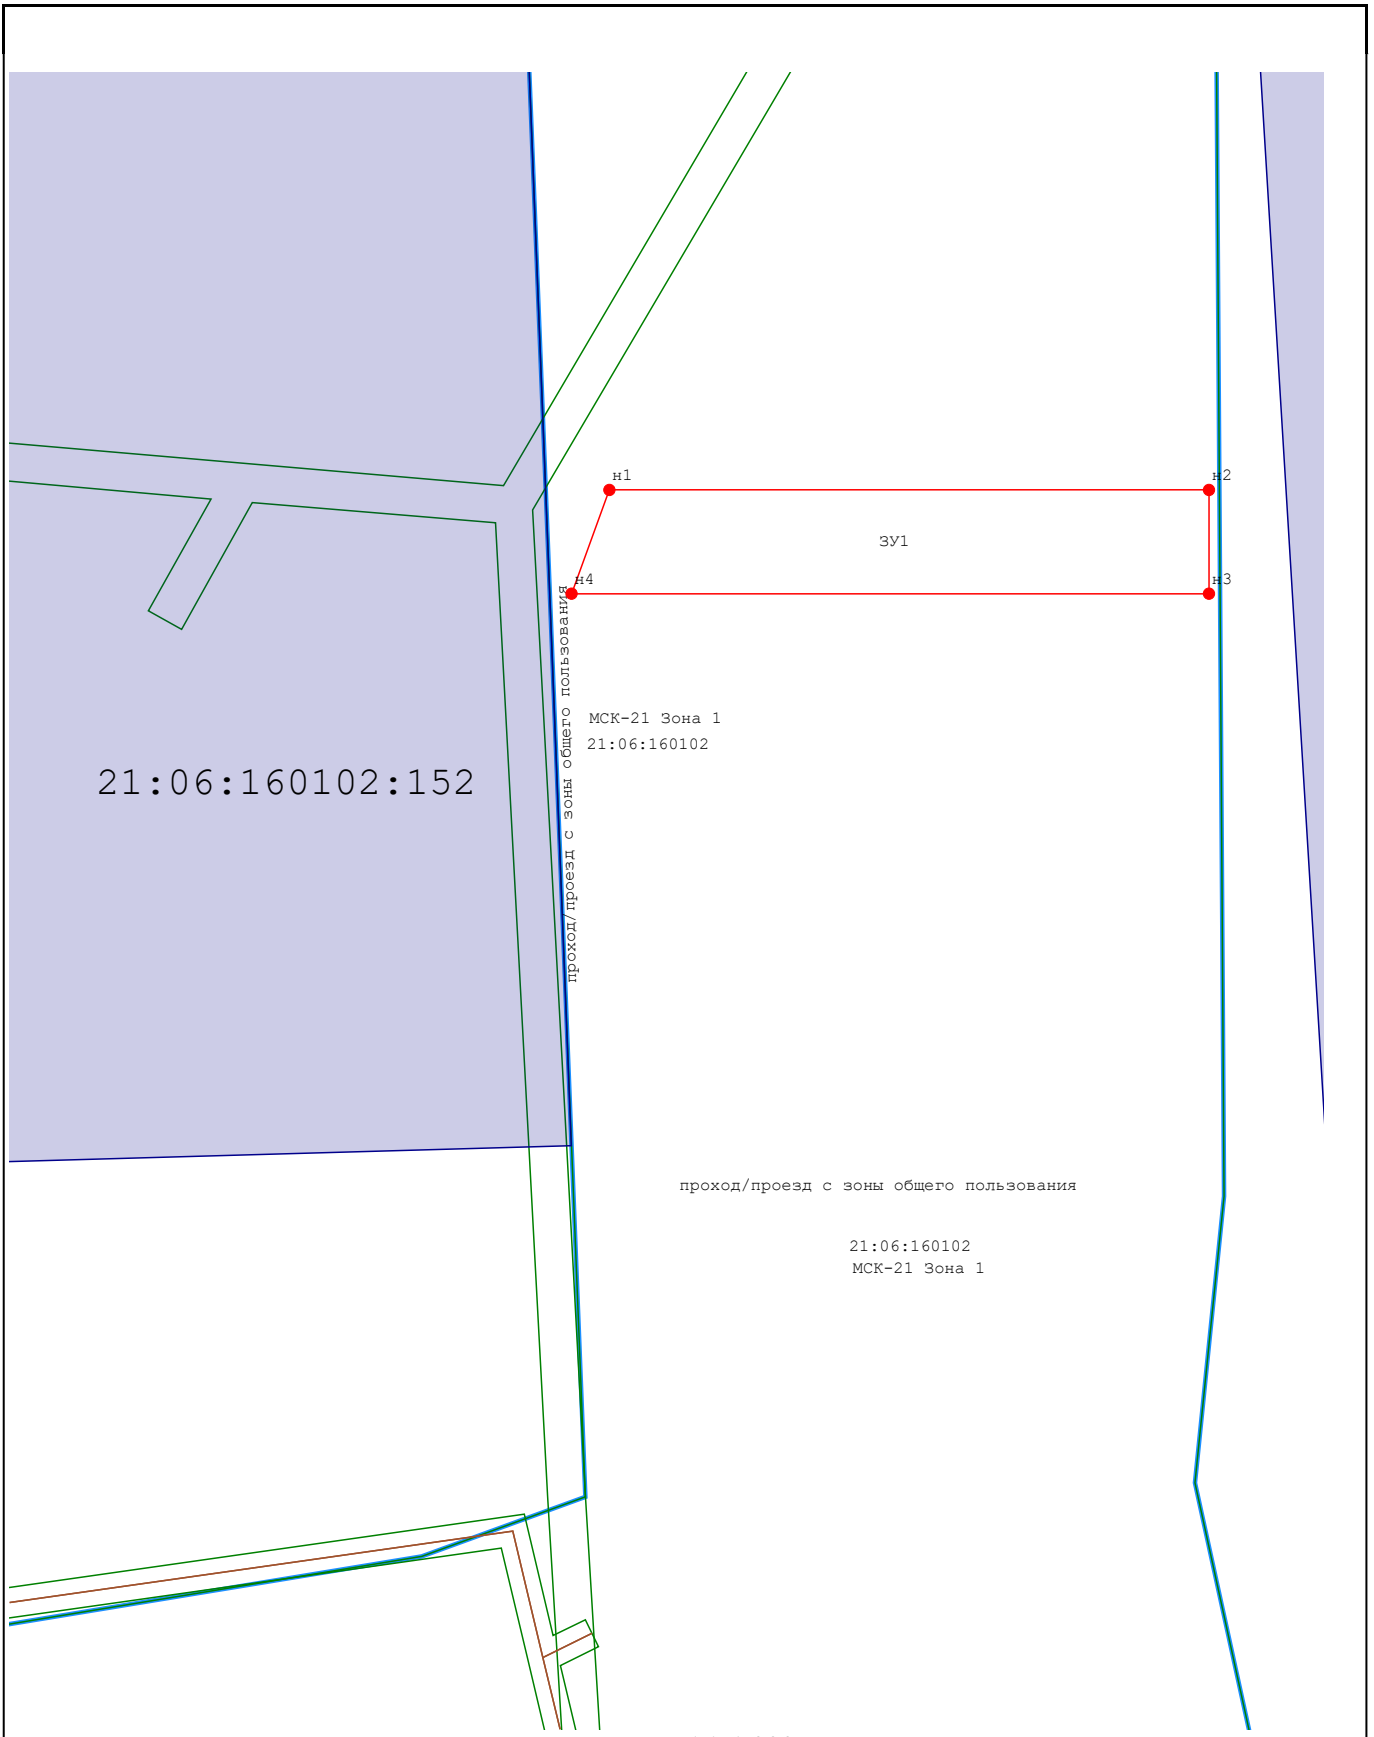 н1
н2
ЗУ1
н4
н3
проход/проезд с зоны общего пользования
МСК-21 Зона 1
21:06:160102
21:06:160102:152
проход/проезд с зоны общего пользования
21:06:160102
МСК-21 Зона 1